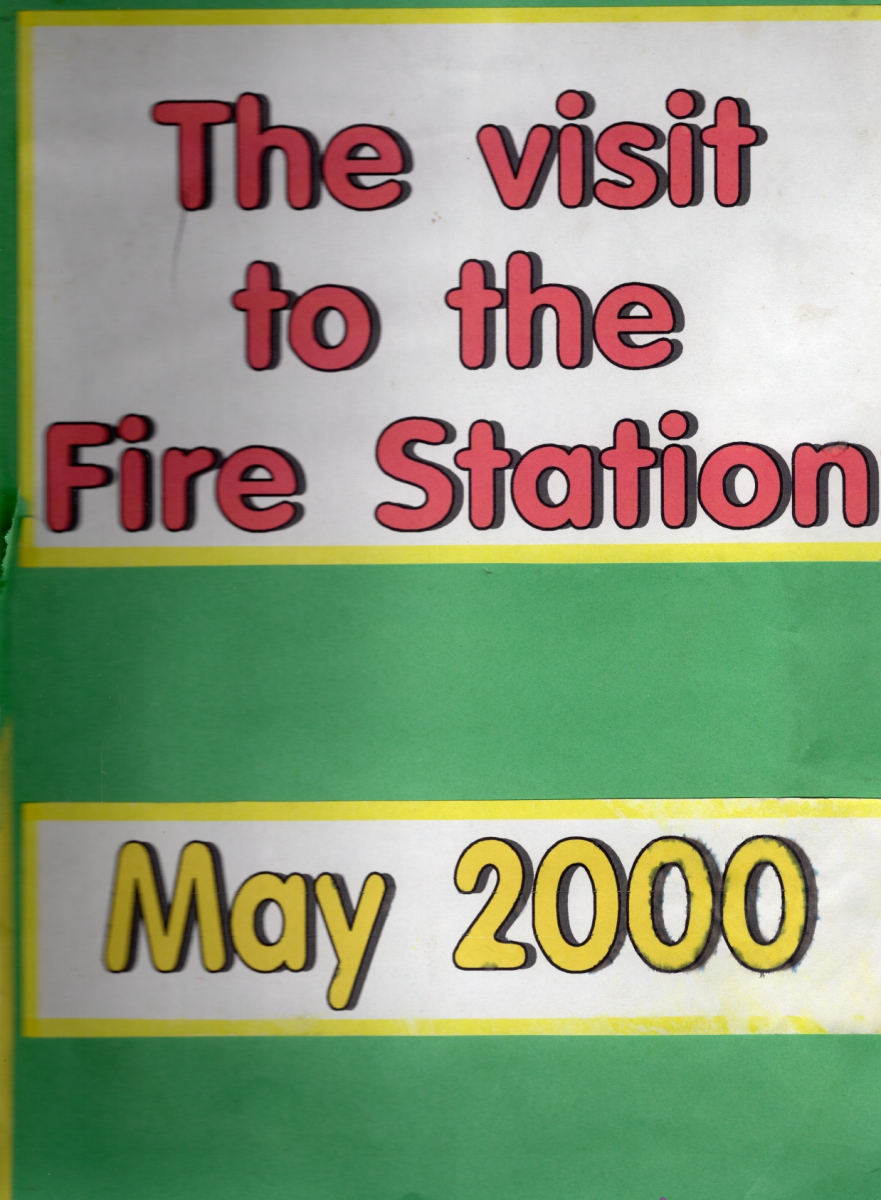 The visit
to the
Fire Station
May 2000